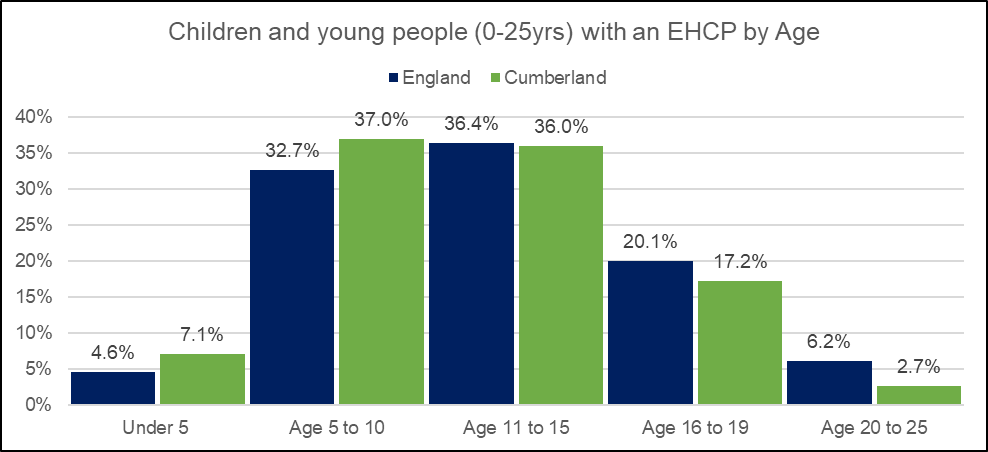 Children and young people (0-25yrs) with an EHCP by Age
England Cumberland
40%
35%
30%
25%
20%
15%
10%
5%
0%
4.6%
7.1%
32.7%
37.0%
36.4%
36.0%
20.1%
17.2%
6.2%
2.7%
Under 5
Age 5 to 10
Age 11 to 15
Age 16 to 19
Age 20 to 25